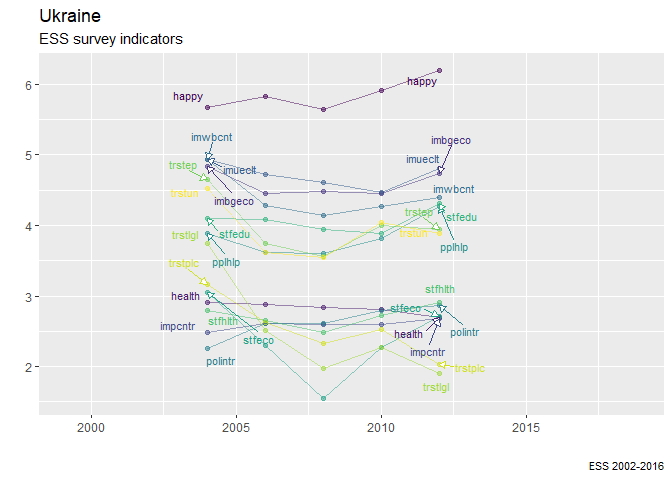 Ukraine
ESS survey indicators
6
5
4
3
2
happy
happy
imwbcnt
imbgeco
trstep
imueclt
imueclt
trstun
imbgeco
imwbcnt
trstep
stfedu
trstlgl
stfedu
trstun
pplhlp
trstplc
pplhlp
health
stfhlth
stfeco
impcntr
stfhlth
polintr
health
stfeco
impcntr
polintr
trstplc
trstlgl
2000
2005
2010
2015
ESS 2002-2016